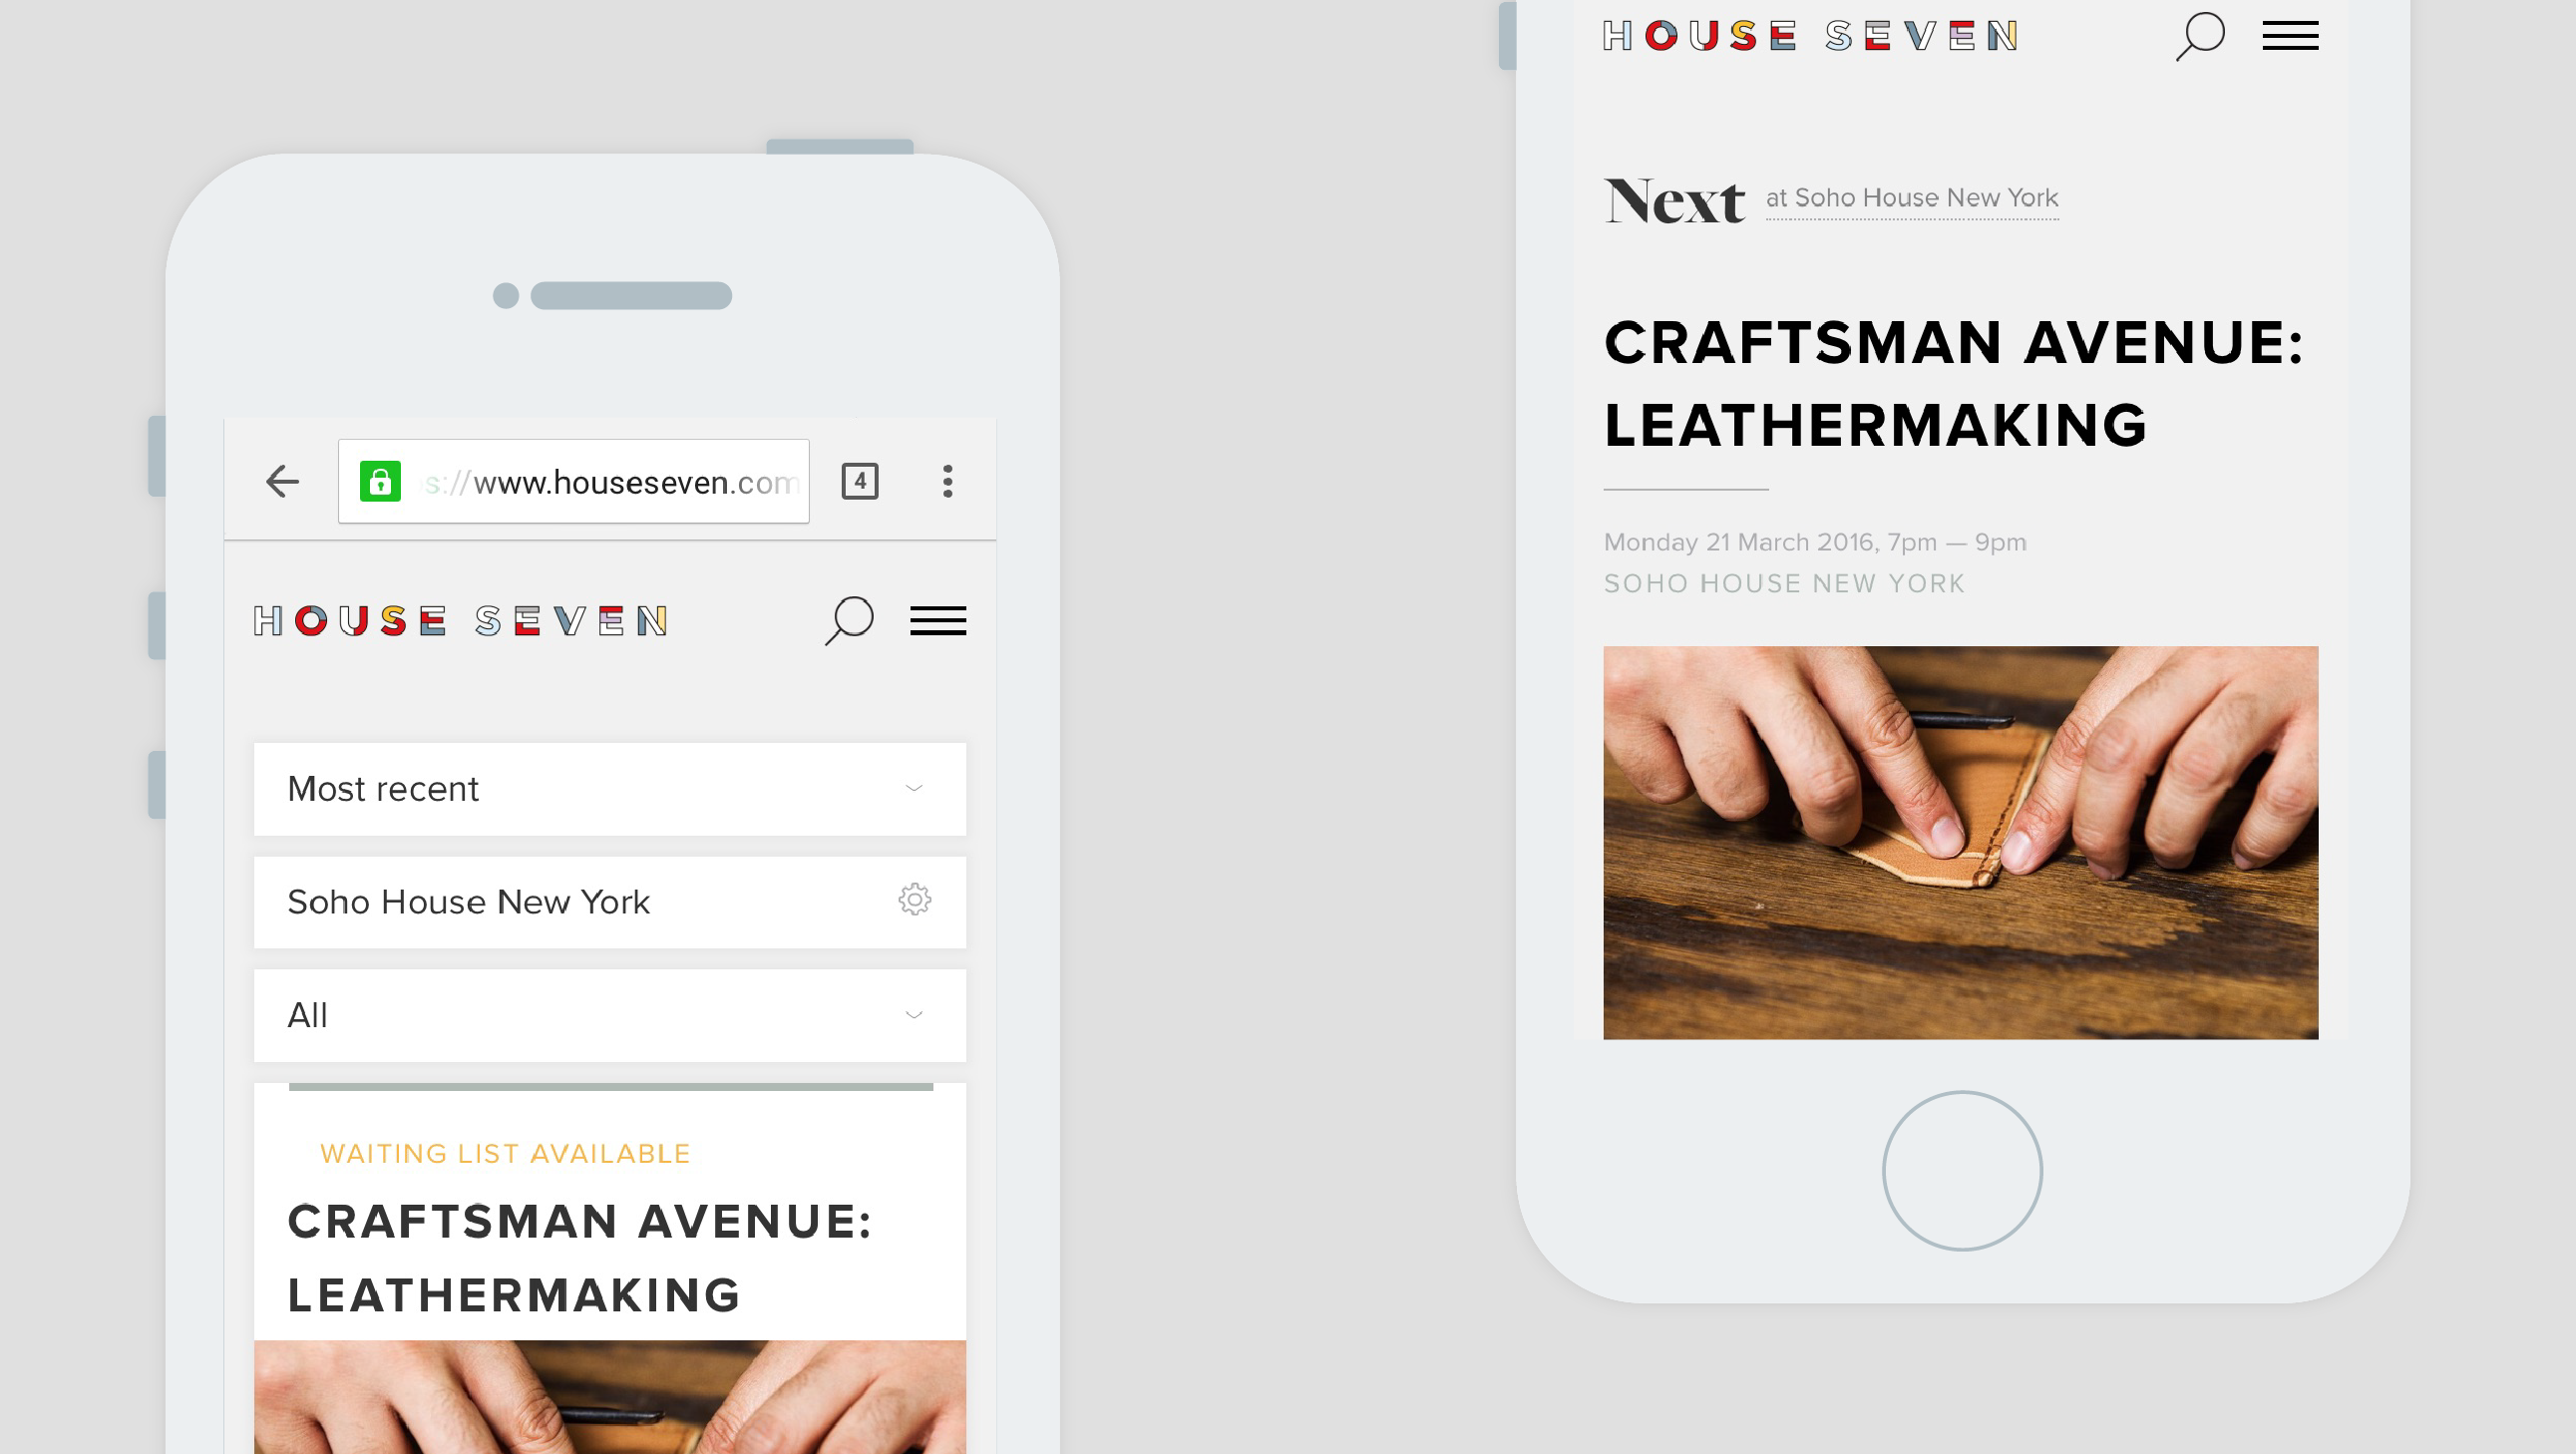 s://www.houseseven.com
4
HOUSE SEVEN
Most recent
Soho House New York
All
WAITING LIST AVAILABLE
CRAFTSMAN AVENUE:
LEATHERMAKING
HOUSE SEVEN
Next at Soho House New York
CRAFTSMAN AVENUE:
LEATHERMAKING
Monday 21 March 2016, 7pm — 9pm
SOHO HOUSE NEW YORK